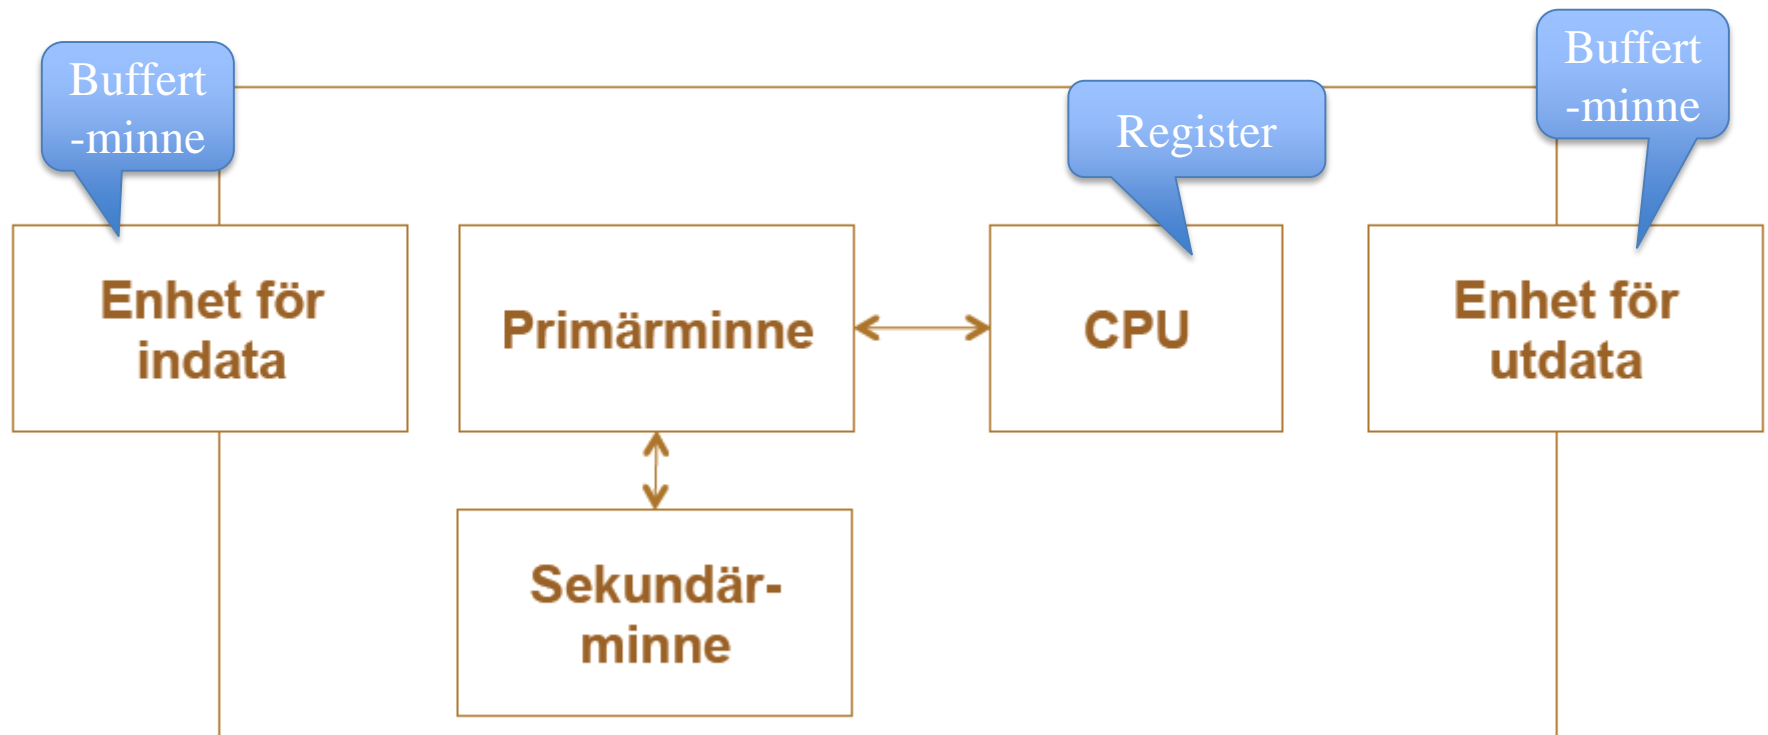 Buffert
-minne
Register
Buffert
-minne
Enhet för
indata
Primärminne
CPU
Enhet för
utdata
Sekundär-
minne